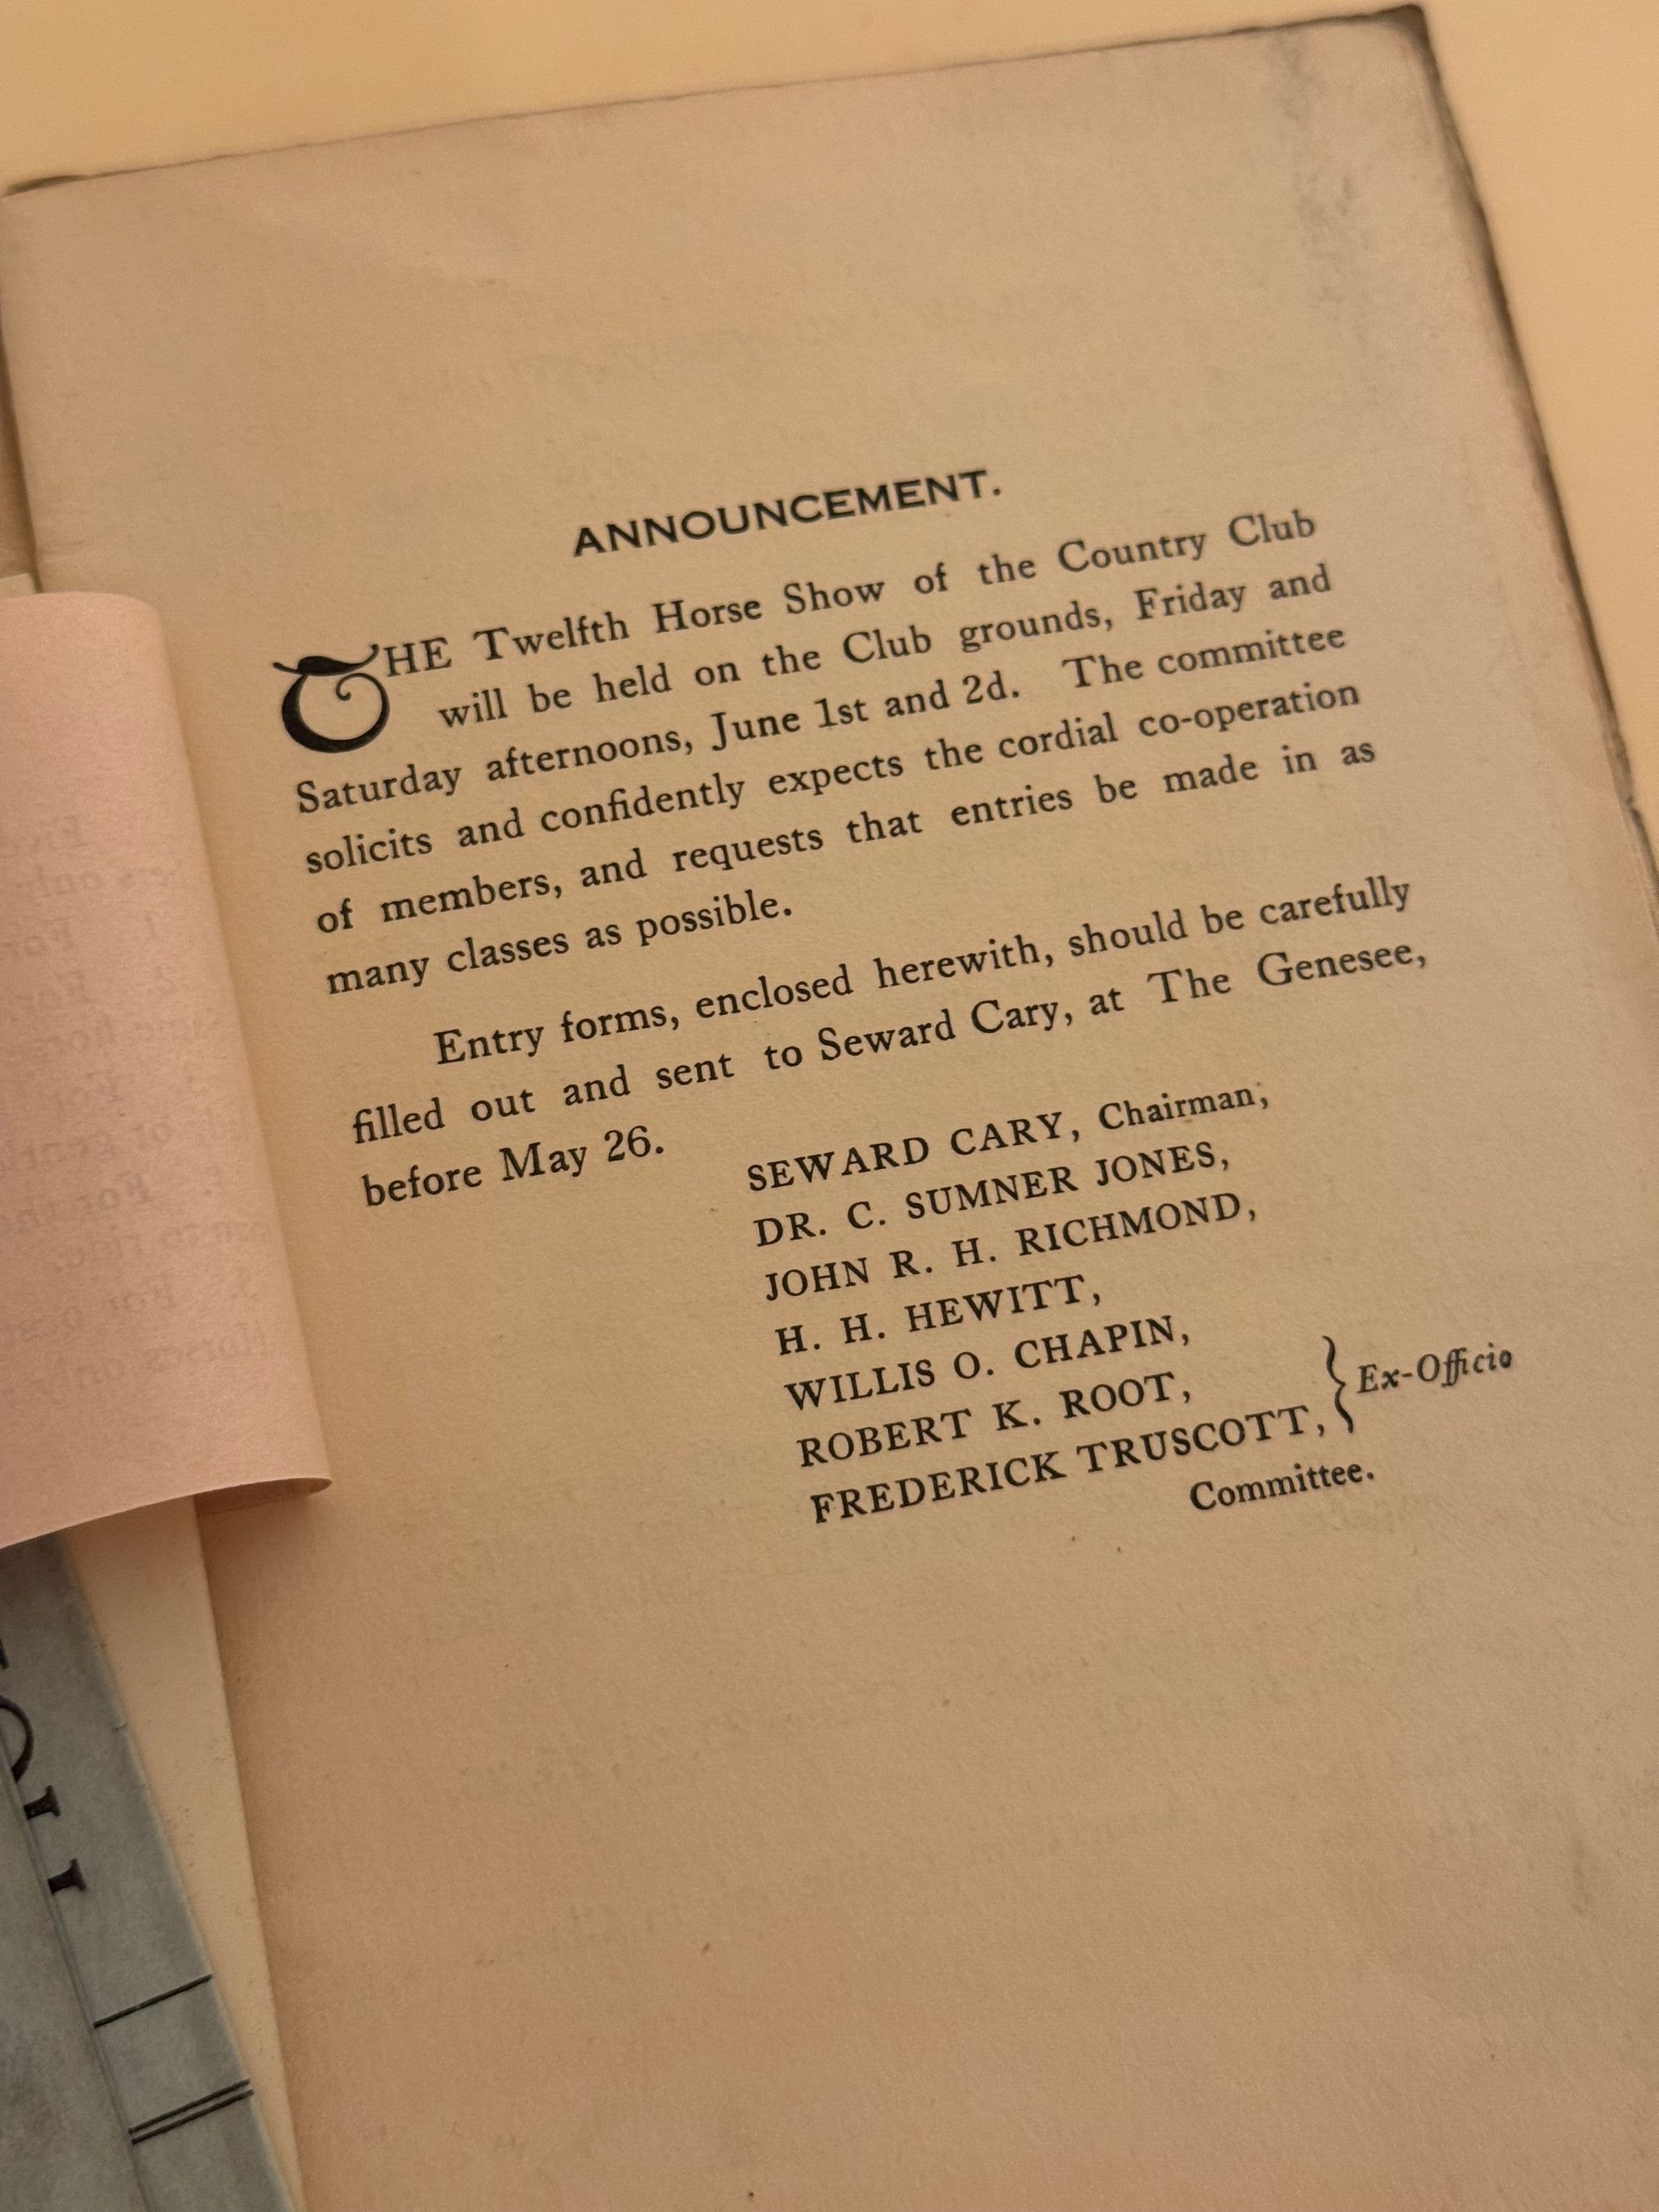 ANNOUNCEMENT.
THE Twelfth Horse Show of the Country Club
will be held on the Club grounds, Friday and
Saturday afternoons, June 1st and 2d. The committee
solicits and confidently expects the cordial co-operation
of members, and requests that entries be made in as
many classes as possible.
Entry forms, enclosed herewith, should be carefully
filled out and sent to Seward Cary, at The Genesee,
before May 26.
SEWARD CARY, Chairman,
DR. C. SUMNER JONES,
JOHN R. H. RICHMOND,
H. H. HEWITT,
WILLIS O. CHAPIN,
ROBERT K. ROOT,
FREDERICK TRUSCOTT, } Ex-Officio
Committee.